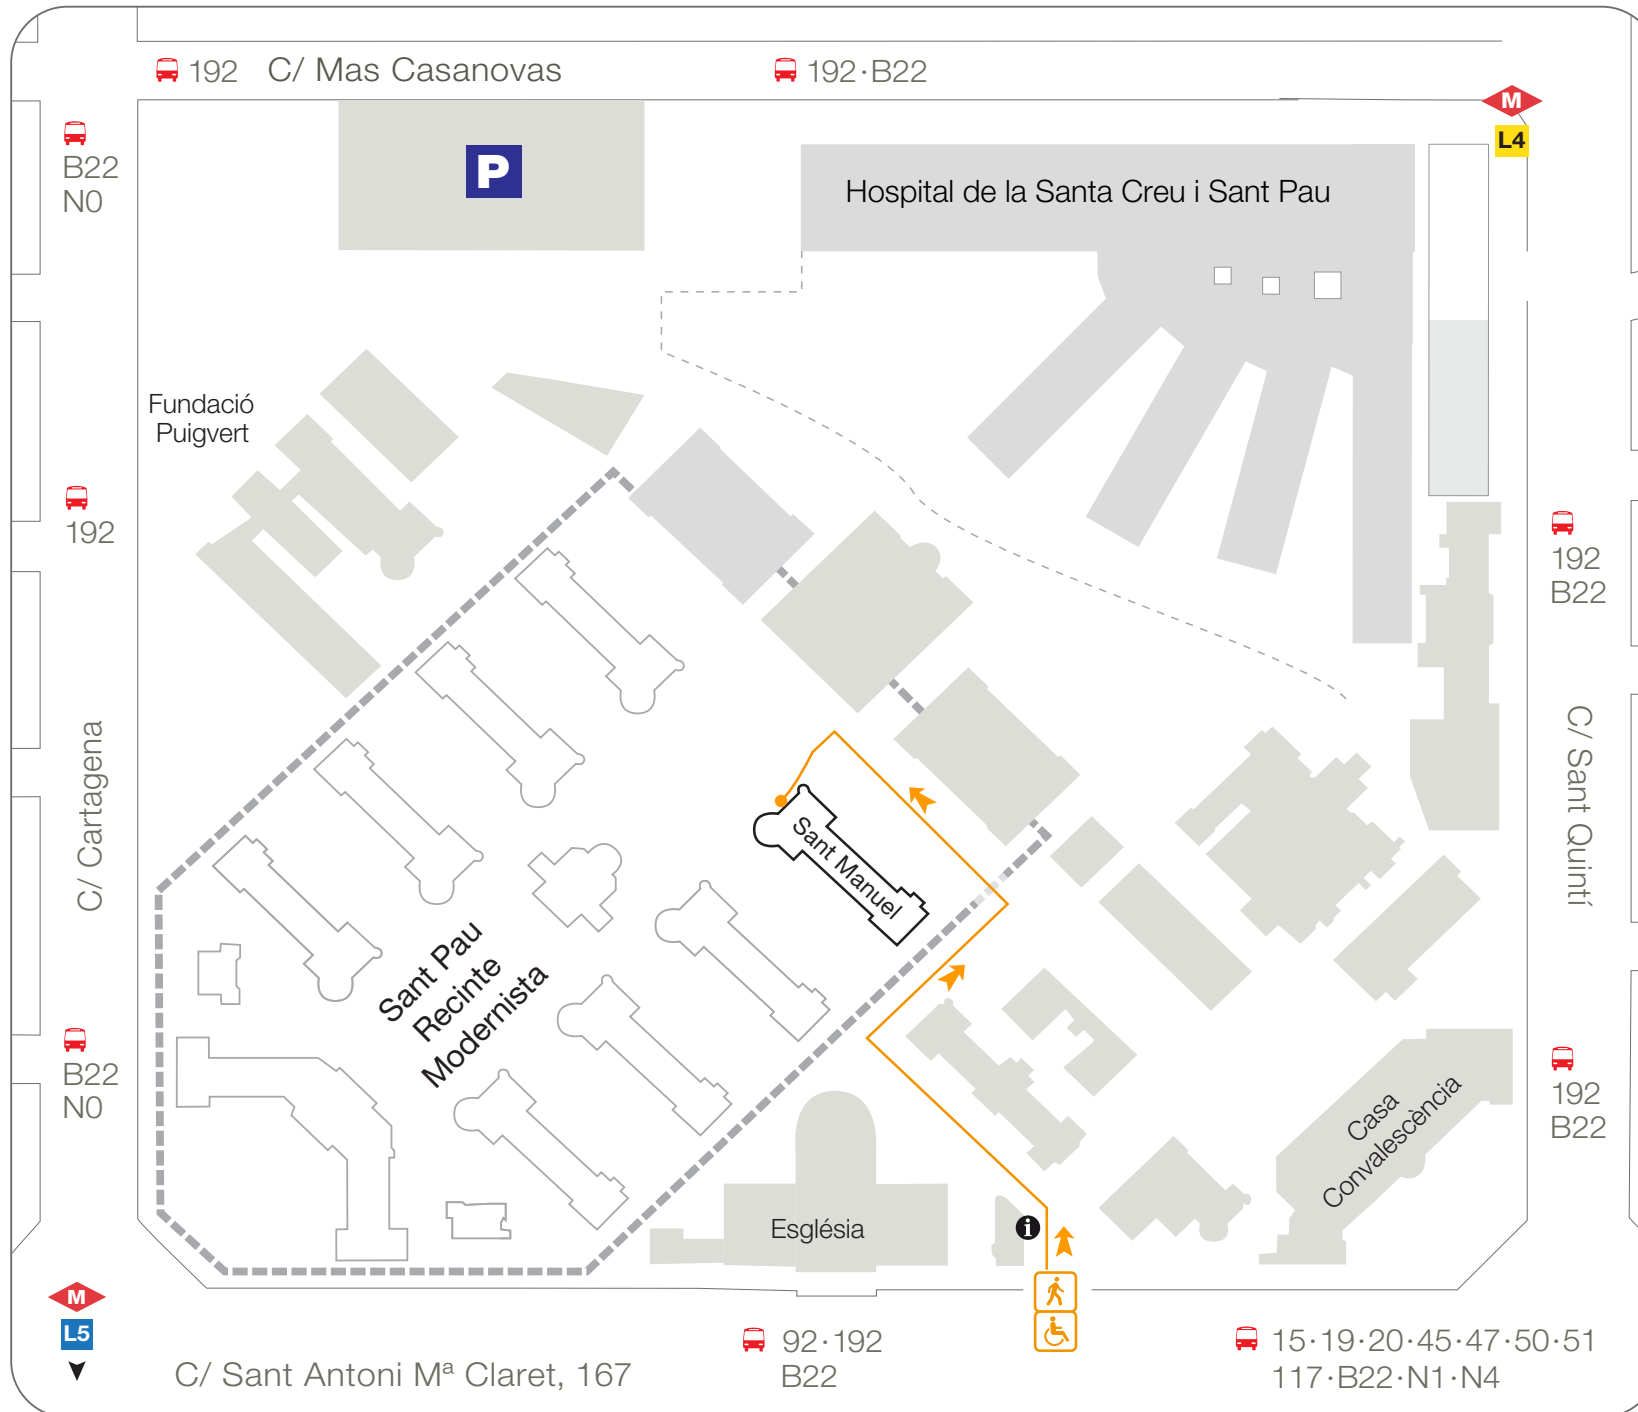 192
C/ Mas Casanovas
192·B22
M
L4
B22
N0
P
Hospital de la Santa Creu i Sant Pau
Fundació
Puigvert
192
192
B22
C/ Cartagena
C/ Sant Quintí
Sant Manuel
Sant Pau
Recinte
Modernista
B22
N0
192
B22
Casa
Convalescència
Església
i
M
L5
C/ Sant Antoni Mª Claret, 167
92·192
B22
15·19·20·45·47·50·51
117·B22·N1·N4